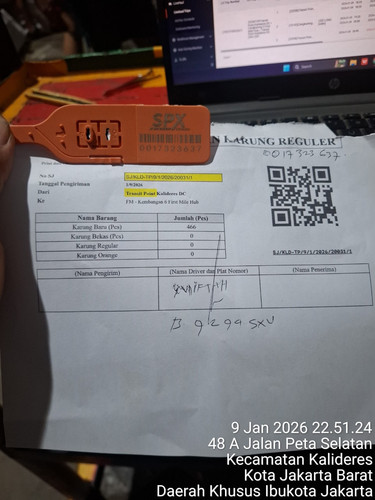 SPX
0017323637
N KARUNG REGULER
0017323637.
No SJ
SJ/KLD-TP/9/1/2026/20031/1
Tanggal Pengiriman
1/9/2026
Dari
Transit Point Kalideres DC
Ke
FM - Kembangan 6 First Mile Hub
SJ/KLD-TP/9/1/2026/20031/1
Nama Barang Jumlah (Pcs)
Karung Baru (Pcs) 466
Karung Bekas (Pcs) 0
Karung Regular 0
Karung Orange 0
(Nama Pengirim) (Nama Driver dan Plat Nomor) (Nama Penerima)
B 9299 SXU
9 Jan 2026 22.51.24
48 A Jalan Peta Selatan
Kecamatan Kalideres
Kota Jakarta Barat
Daerah Khusus Ibukota Jakarta